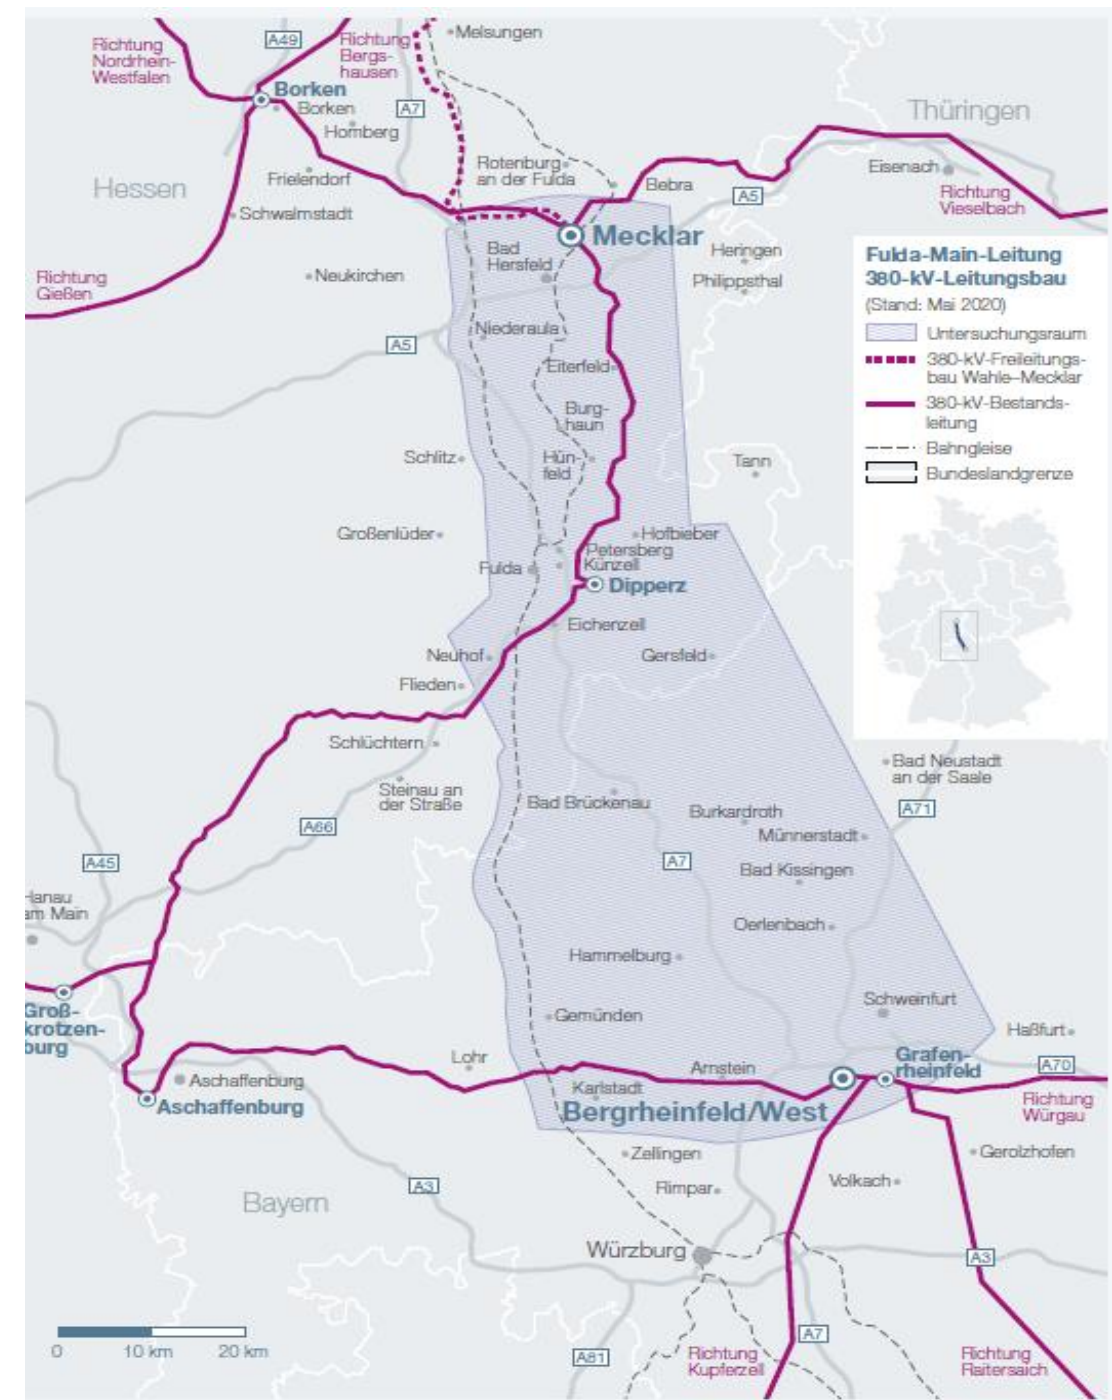 Melsungen
A49
Richtung
Nordrhein-
Westfalen
Richtung
Bergs-
hausen
Borken
Borken
A7
Homberg
Thüringen
Hessen
Frielendorf
Rotenburg
an der Fulda
Bebra
A5
Eisenach
Richtung
Vieselbach
Schwalmstadt
Mecklar
Richtung
Gießen
Neukirchen
Bad
Hersfeld
Heringen
Philippsthal
Fulda-Main-Leitung
380-kV-Leitungsbau
(Stand: Mai 2020)
Untersuchungsraum
380-kV-Freileitungs-
bau Wahle–Mecklar
380-kV-Bestands-
leitung
Bahngleise
Bundeslandgrenze
A5
Niederaula
Eiterfeld
Burg-
haun
Schlitz
Hün-
feld
Tann
Großenlüder
Hofbieber
Petersberg
Künzell
Fulda
Dipperz
Eichenzell
Neuhof
Gersfeld
Flieden
Schlüchtern
Steinau an
der Straße
Bad Neustadt
an der Saale
Bad Brückenau
Burkardroth
A71
A66
Münnerstadt
A45
A7
Bad Kissingen
Hanau
am Main
Oerlenbach
Hammelburg
Groß-
krotzen-
burg
Gemünden
Schweinfurt
Haßfurt
Lohr
Arnstein
Grafen-
rheinfeld
A70
Aschaffenburg
Aschaffenburg
Karlstadt
Bergrheinfeld/West
Richtung
Würgau
Zellingen
Gerolzhofen
Bayern
A3
Rimpar
Volkach
Würzburg
A3
0
10 km
20 km
A81
A7
Richtung
Kupferzell
Richtung
Raitersaich